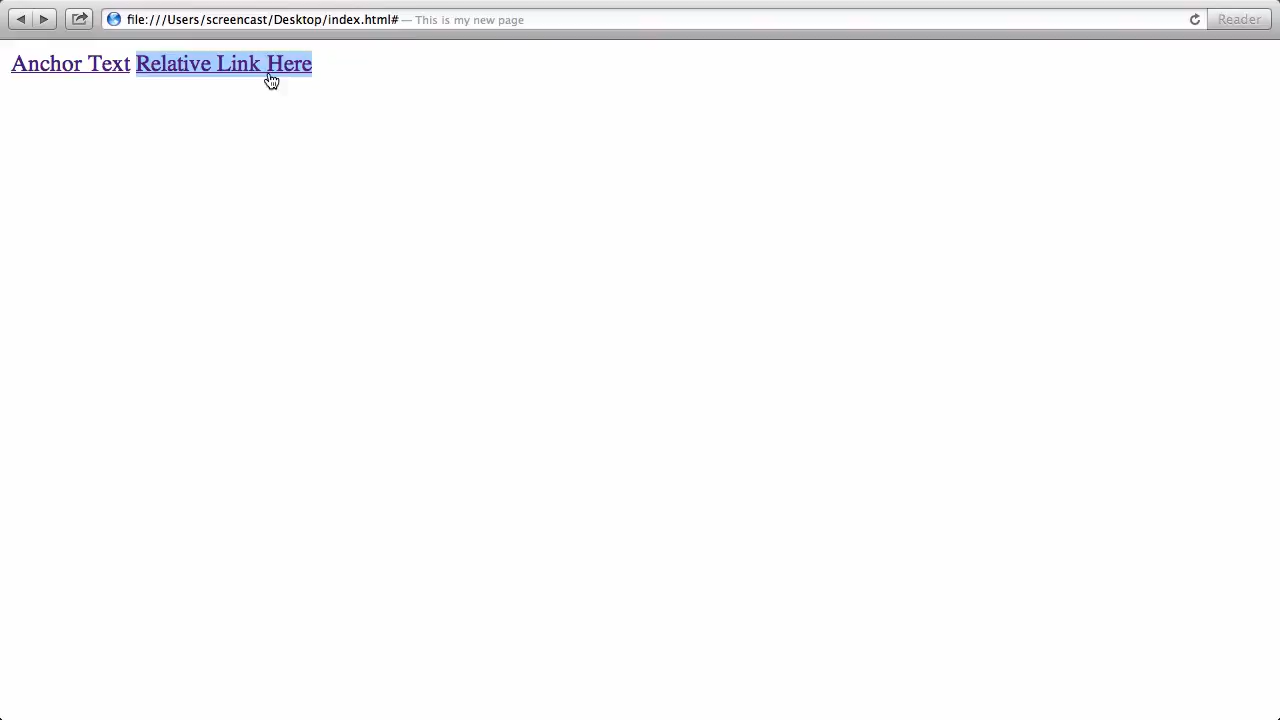 file:///Users/screencast/Desktop/index.html# — This is my new page
Reader
Anchor Text Relative Link Here